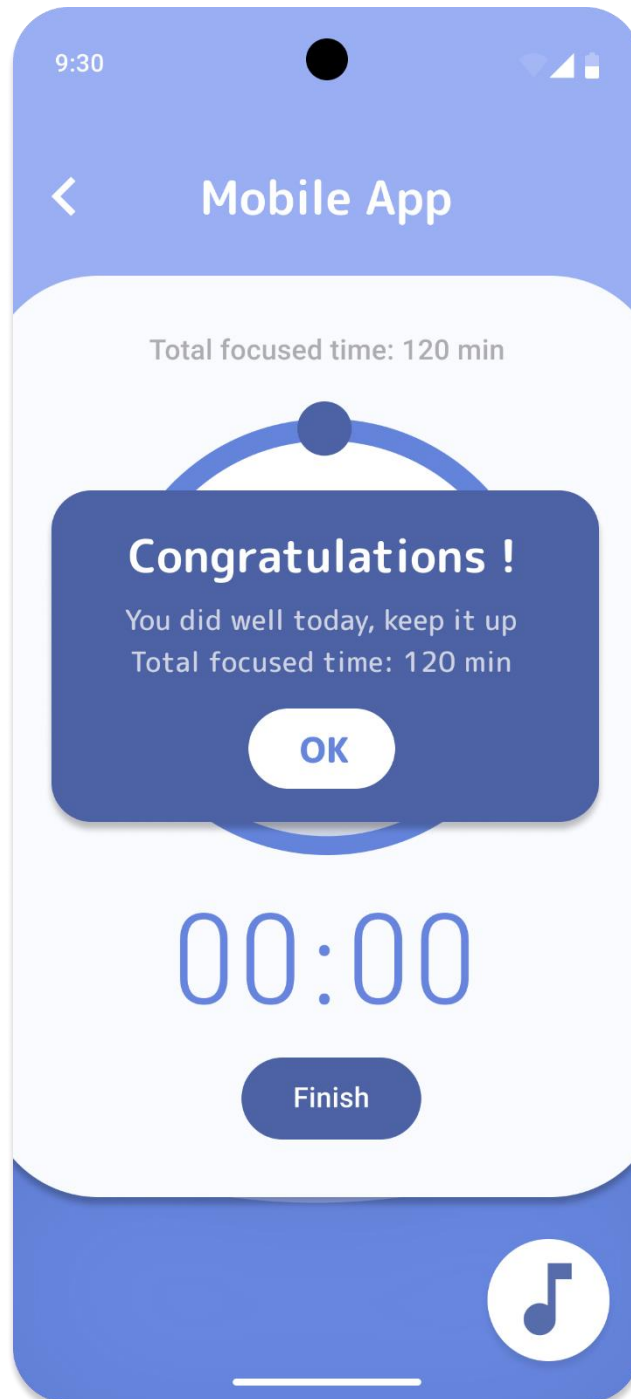 9:30
Mobile App
Total focused time: 120 min
Congratulations !
You did well today, keep it up
Total focused time: 120 min
OK
00:00
Finish